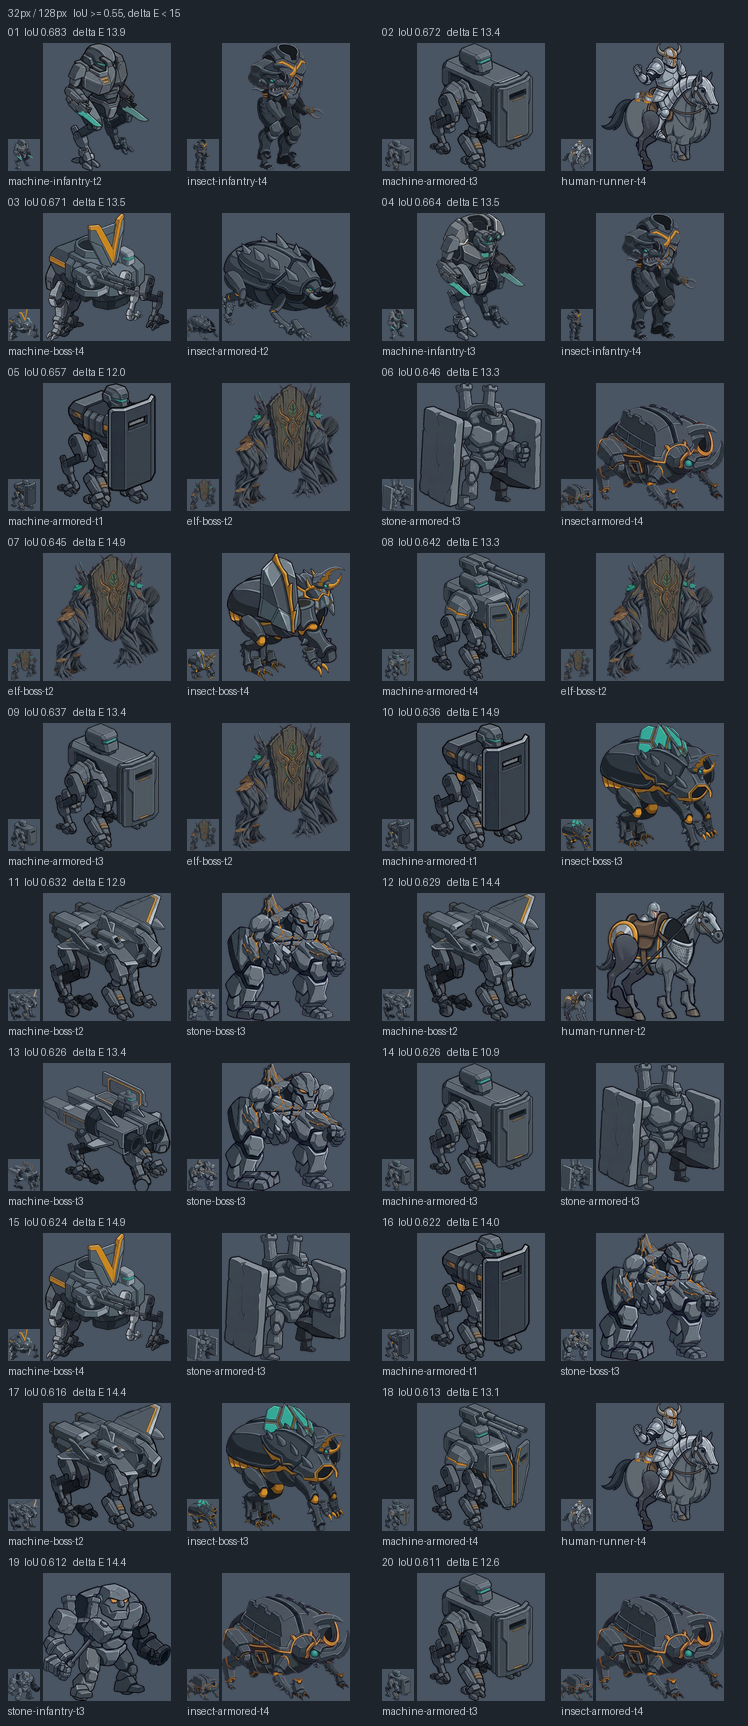 32px / 128px IoU >= 0.55, delta E < 15
01 IoU 0.683 delta E 13.9
02 IoU 0.672 delta E 13.4
machine-infantry-t2
insect-infantry-t4
machine-armored-t3
human-runner-t4
03 IoU 0.671 delta E 13.5
04 IoU 0.664 delta E 13.5
machine-boss-t4
insect-armored-t2
machine-infantry-t3
insect-infantry-t4
05 IoU 0.657 delta E 12.0
06 IoU 0.646 delta E 13.3
machine-armored-t1
elf-boss-t2
stone-armored-t3
insect-armored-t4
07 IoU 0.645 delta E 14.9
08 IoU 0.642 delta E 13.3
elf-boss-t2
insect-boss-t4
machine-armored-t4
elf-boss-t2
09 IoU 0.637 delta E 13.4
10 IoU 0.636 delta E 14.9
machine-armored-t3
elf-boss-t2
machine-armored-t1
insect-boss-t3
11 IoU 0.632 delta E 12.9
12 IoU 0.629 delta E 14.4
machine-boss-t2
stone-boss-t3
machine-boss-t2
human-runner-t2
13 IoU 0.626 delta E 13.4
14 IoU 0.626 delta E 10.9
machine-boss-t3
stone-boss-t3
machine-armored-t3
stone-armored-t3
15 IoU 0.624 delta E 14.9
16 IoU 0.622 delta E 14.0
machine-boss-t4
stone-armored-t3
machine-armored-t1
stone-boss-t3
17 IoU 0.616 delta E 14.4
18 IoU 0.613 delta E 13.1
machine-boss-t2
insect-boss-t3
machine-armored-t4
human-runner-t4
19 IoU 0.612 delta E 14.4
20 IoU 0.611 delta E 12.6
stone-infantry-t3
insect-armored-t4
machine-armored-t3
insect-armored-t4